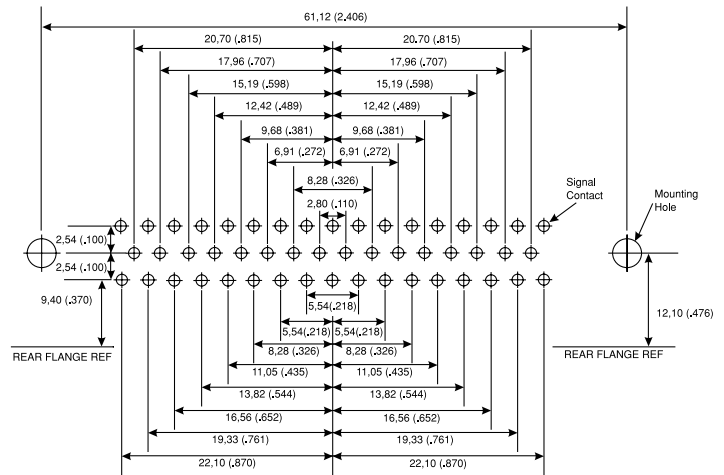 61,12 (2.406)
20,70 (.815) 20.70 (.815)
17,96 (.707) 17,96 (.707)
15,19 (.598) 15.19 (.598)
12,42 (.489) 12,42 (.489)
9,68 (.381) 9,68 (.381)
6,91 (.272) 6,91 (.272)
8,28 (.326)
2,80 (.110)
Signal
Contact
Mounting
Hole
2,54 (.100)
2,54 (.100)
9,40 (.370)
12,10 (.476)
5,54 (.218)
5,54(.218) 5,54(.218)
8,28 (.326) 8,28 (.326)
REAR FLANGE REF REAR FLANGE REF
11,05 (.435) 11,05 (.435)
13,82 (.544) 13,82 (.544)
16,56 (.652) 16,56 (.652)
19,33 (.761) 19,33 (.761)
22,10 (.870) 22,10 (.870)